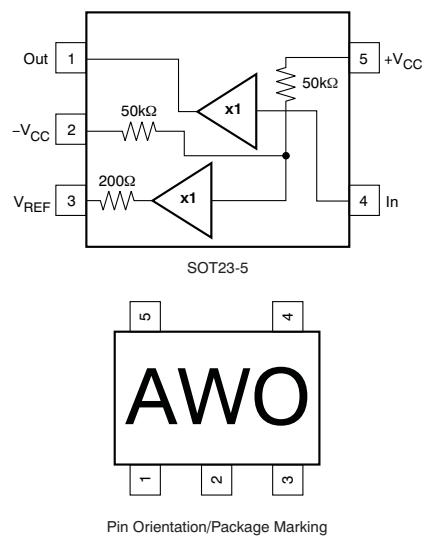 Out 1
5 +VCC
50kΩ
x1
50kΩ
−VCC 2
200Ω
x1
VREF 3
4 In
SOT23-5
5 4
AWO
1 2 3
Pin Orientation/Package Marking